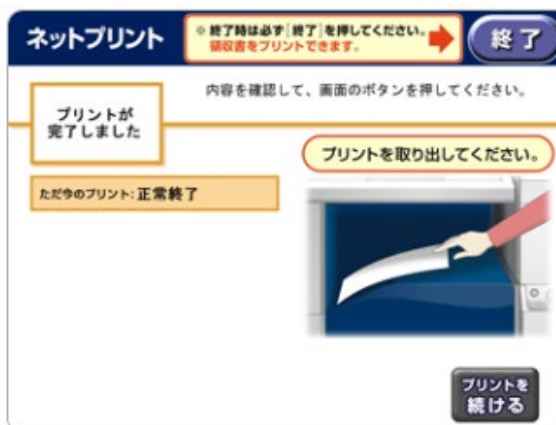 ネットプリント
※ 終了時は必ず[終了]を押してください。
領収書をプリントできます。
終了
内容を確認して、画面のボタンを押してください。
プリントが
完了しました
プリントを取り出してください。
ただ今のプリント:正常終了
プリントを
続ける